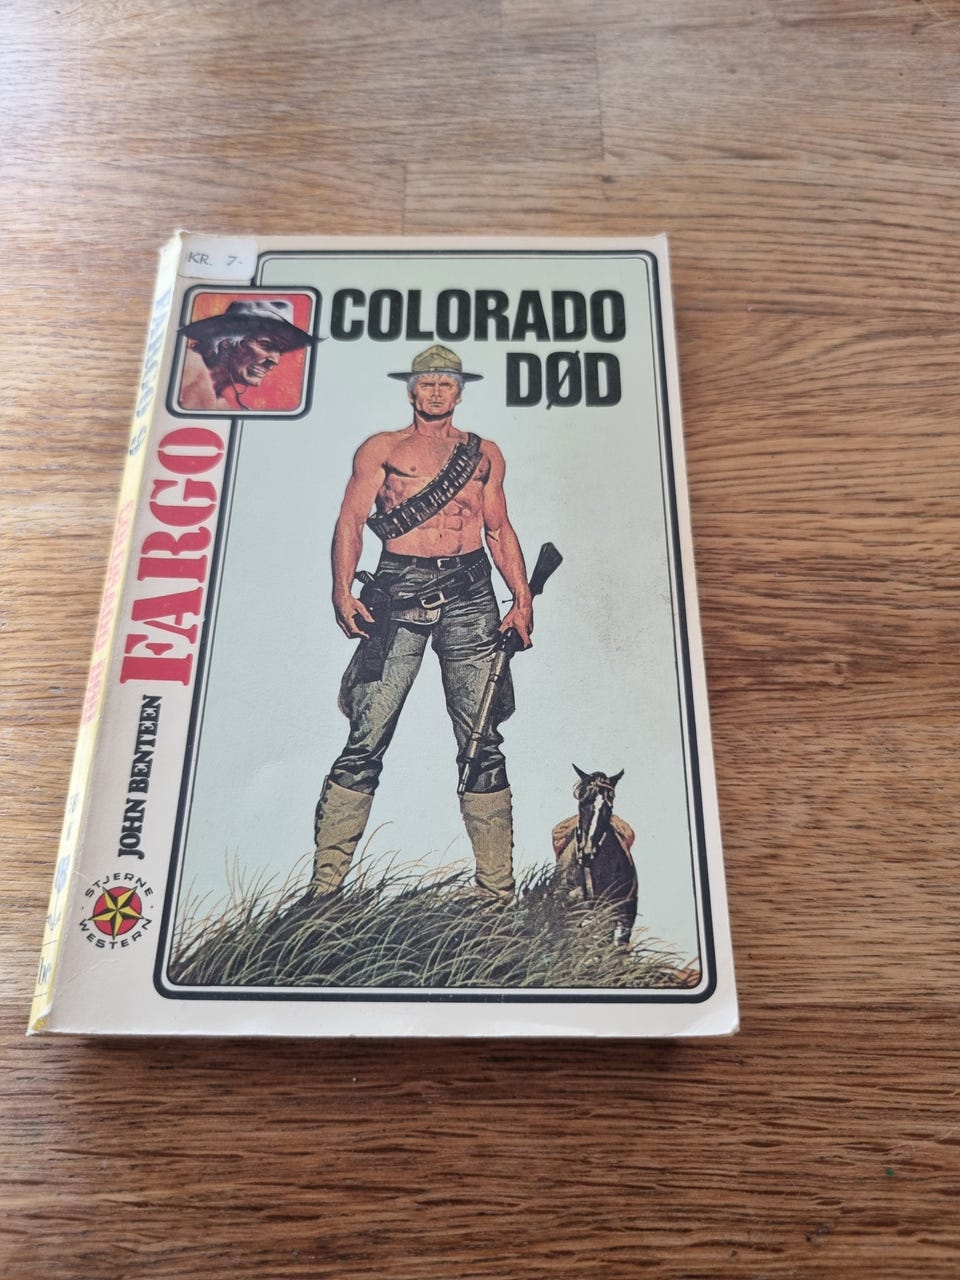 KR. 7-
COLORADO
DØD
FARGO
JOHN BENTEEN
STJERNE
WESTERN